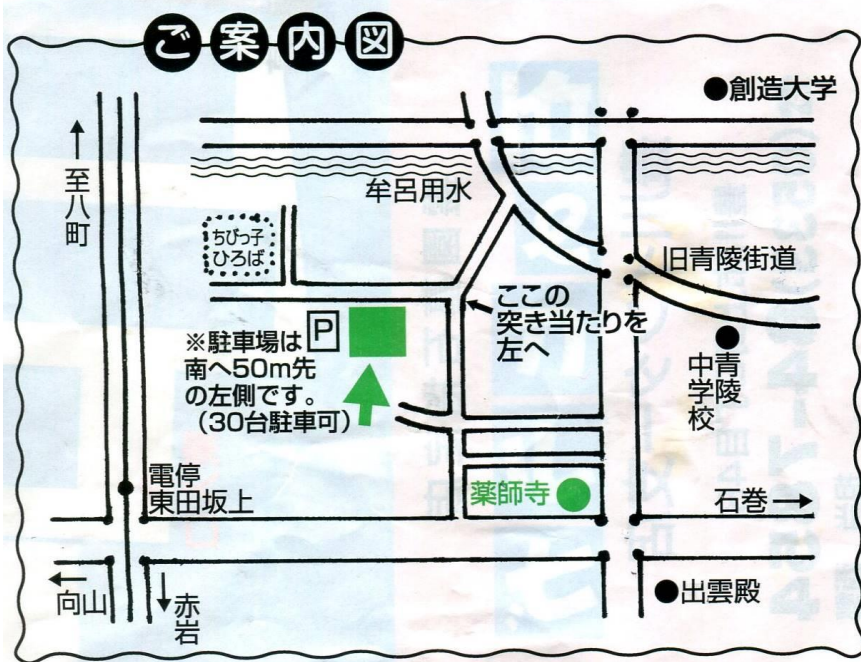 ご案内図
●創造大学
↑至八町
牟呂用水
ちびっ子
ひろば
旧青陵街道
ここの
突き当たりを
左へ
※駐車場は
P
南へ50m先
の左側です。
(30台駐車可)
●
中青
学陵
校
電停
東田坂上
薬師寺●
石巻→
←
向山
↓赤岩
●出雲殿